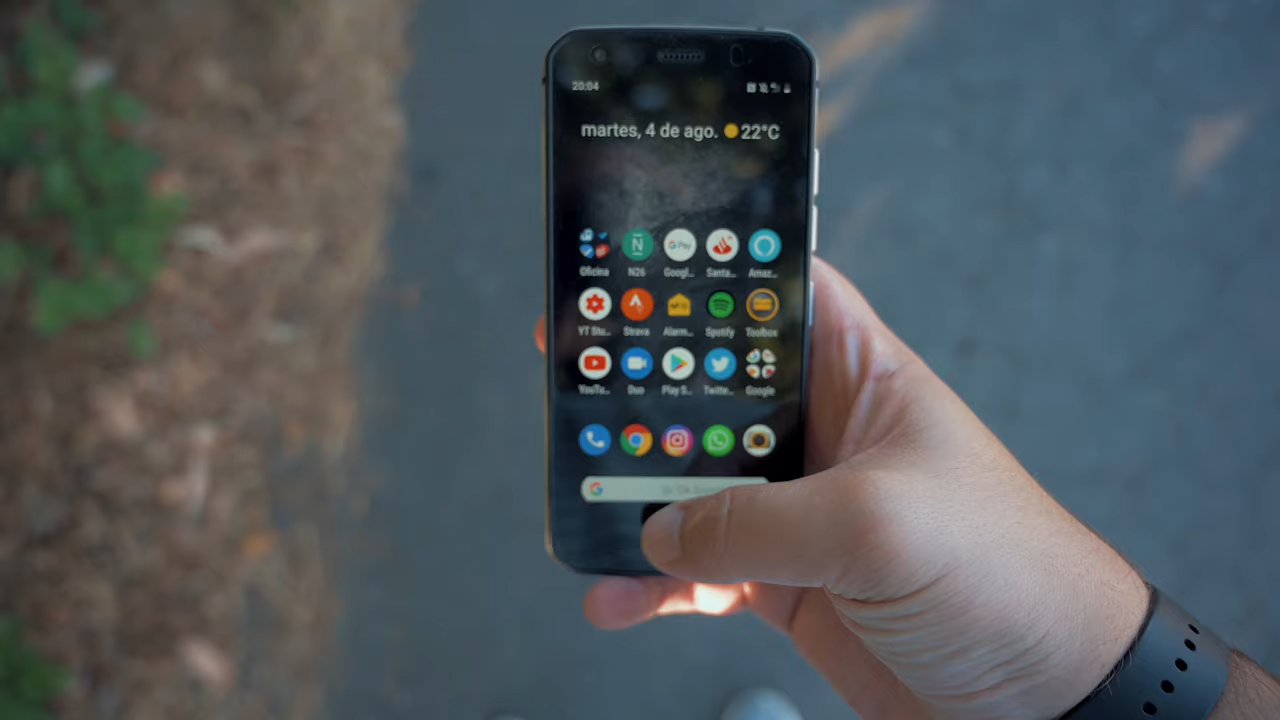 20:04
martes, 4 de ago. 22°C
Oficina N26 Googl... Santa... Amaz...
N G Pay
YT Stu... Strava Alarm... Spotify Toolbox
YouTu... Duo Play S... Twitte... Google
G